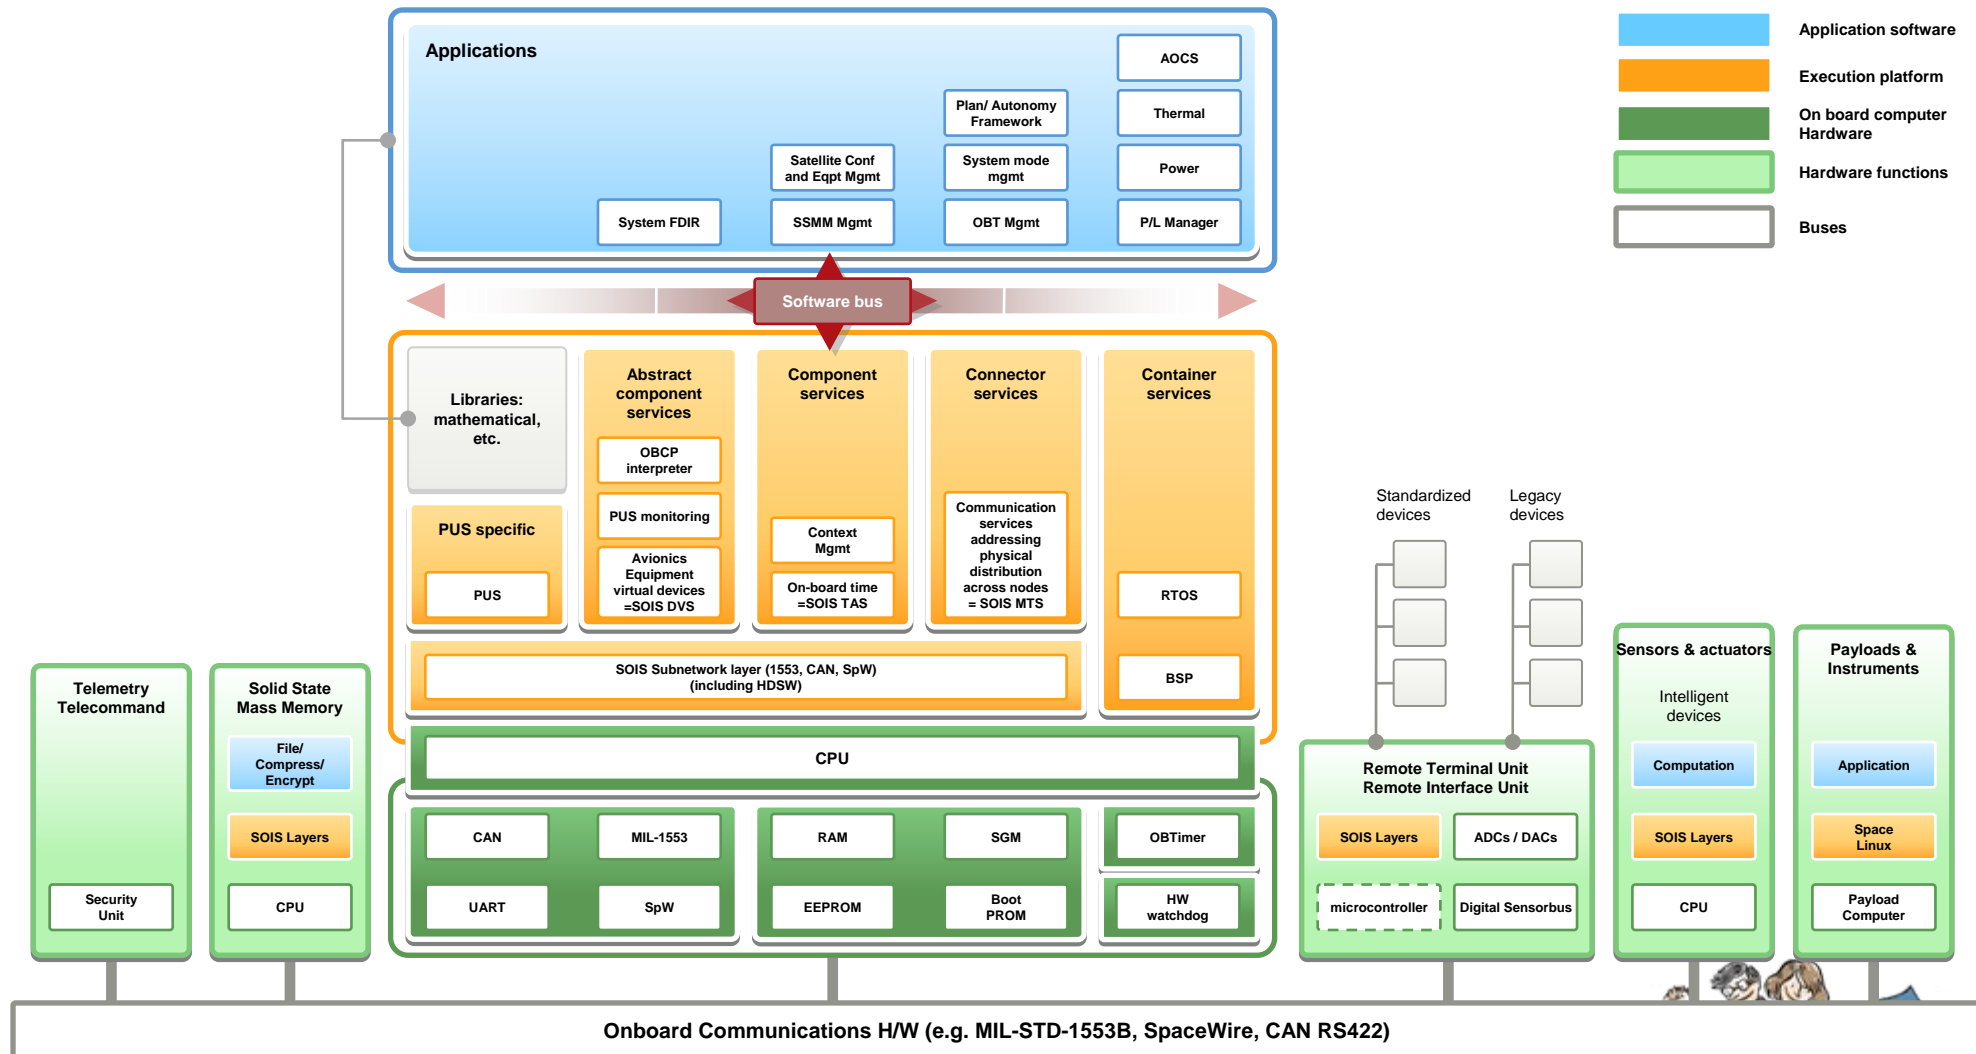 Applications
AOCS
Plan/ Autonomy
Framework
Thermal
Satellite Conf
and Eqpt Mgmt
System mode
mgmt
Power
System FDIR
SSMM Mgmt
OBT Mgmt
P/L Manager
Application software
Execution platform
On board computer
Hardware
Hardware functions
Buses
Software bus
Libraries:
mathematical,
etc.
Abstract
component
services
Component
services
Connector
services
Container
services
OBCP
interpreter
PUS monitoring
Avionics
Equipment
virtual devices
=SOIS DVS
PUS specific
PUS
Context
Mgmt
On-board time
=SOIS TAS
Communication
services
addressing
physical
distribution
across nodes
= SOIS MTS
RTOS
SOIS Subnetwork layer (1553, CAN, SpW)
(including HDSW)
BSP
CPU
CAN
MIL-1553
RAM
SGM
OBTimer
UART
SpW
EEPROM
Boot
PROM
HW
watchdog
Telemetry
Telecommand
Security
Unit
Solid State
Mass Memory
File/
Compress/
Encrypt
SOIS Layers
CPU
Standardized
devices
Legacy
devices
Remote Terminal Unit
Remote Interface Unit
SOIS Layers
ADCs / DACs
microcontroller
Digital Sensorbus
Sensors & actuators
Intelligent
devices
Computation
SOIS Layers
CPU
Payloads &
Instruments
Application
Space
Linux
Payload
Computer
Onboard Communications H/W (e.g. MIL-STD-1553B, SpaceWire, CAN RS422)